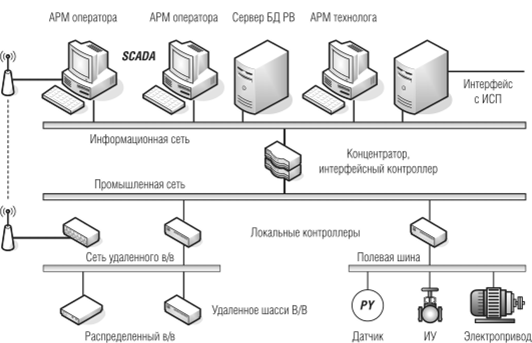 АРМ оператора
АРМ оператора
Сервер БД РВ
АРМ технолога
SCADA
Интерфейс
с ИСП
Информационная сеть
Концентратор,
интерфейсный контроллер
Промышленная сеть
Локальные контроллеры
Сеть удаленного в/в
Полевая шина
Удаленное шасси В/В
PY
Распределенный в/в
Датчик
ИУ
Электропривод